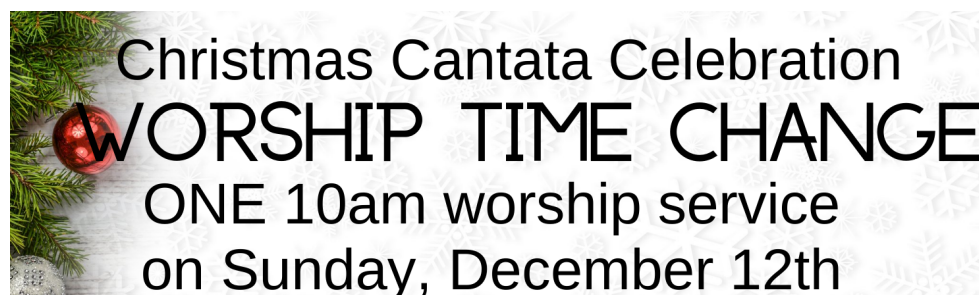 Christmas Cantata Celebration
WORSHIP TIME CHANGE
ONE 10am worship service
on Sunday, December 12th